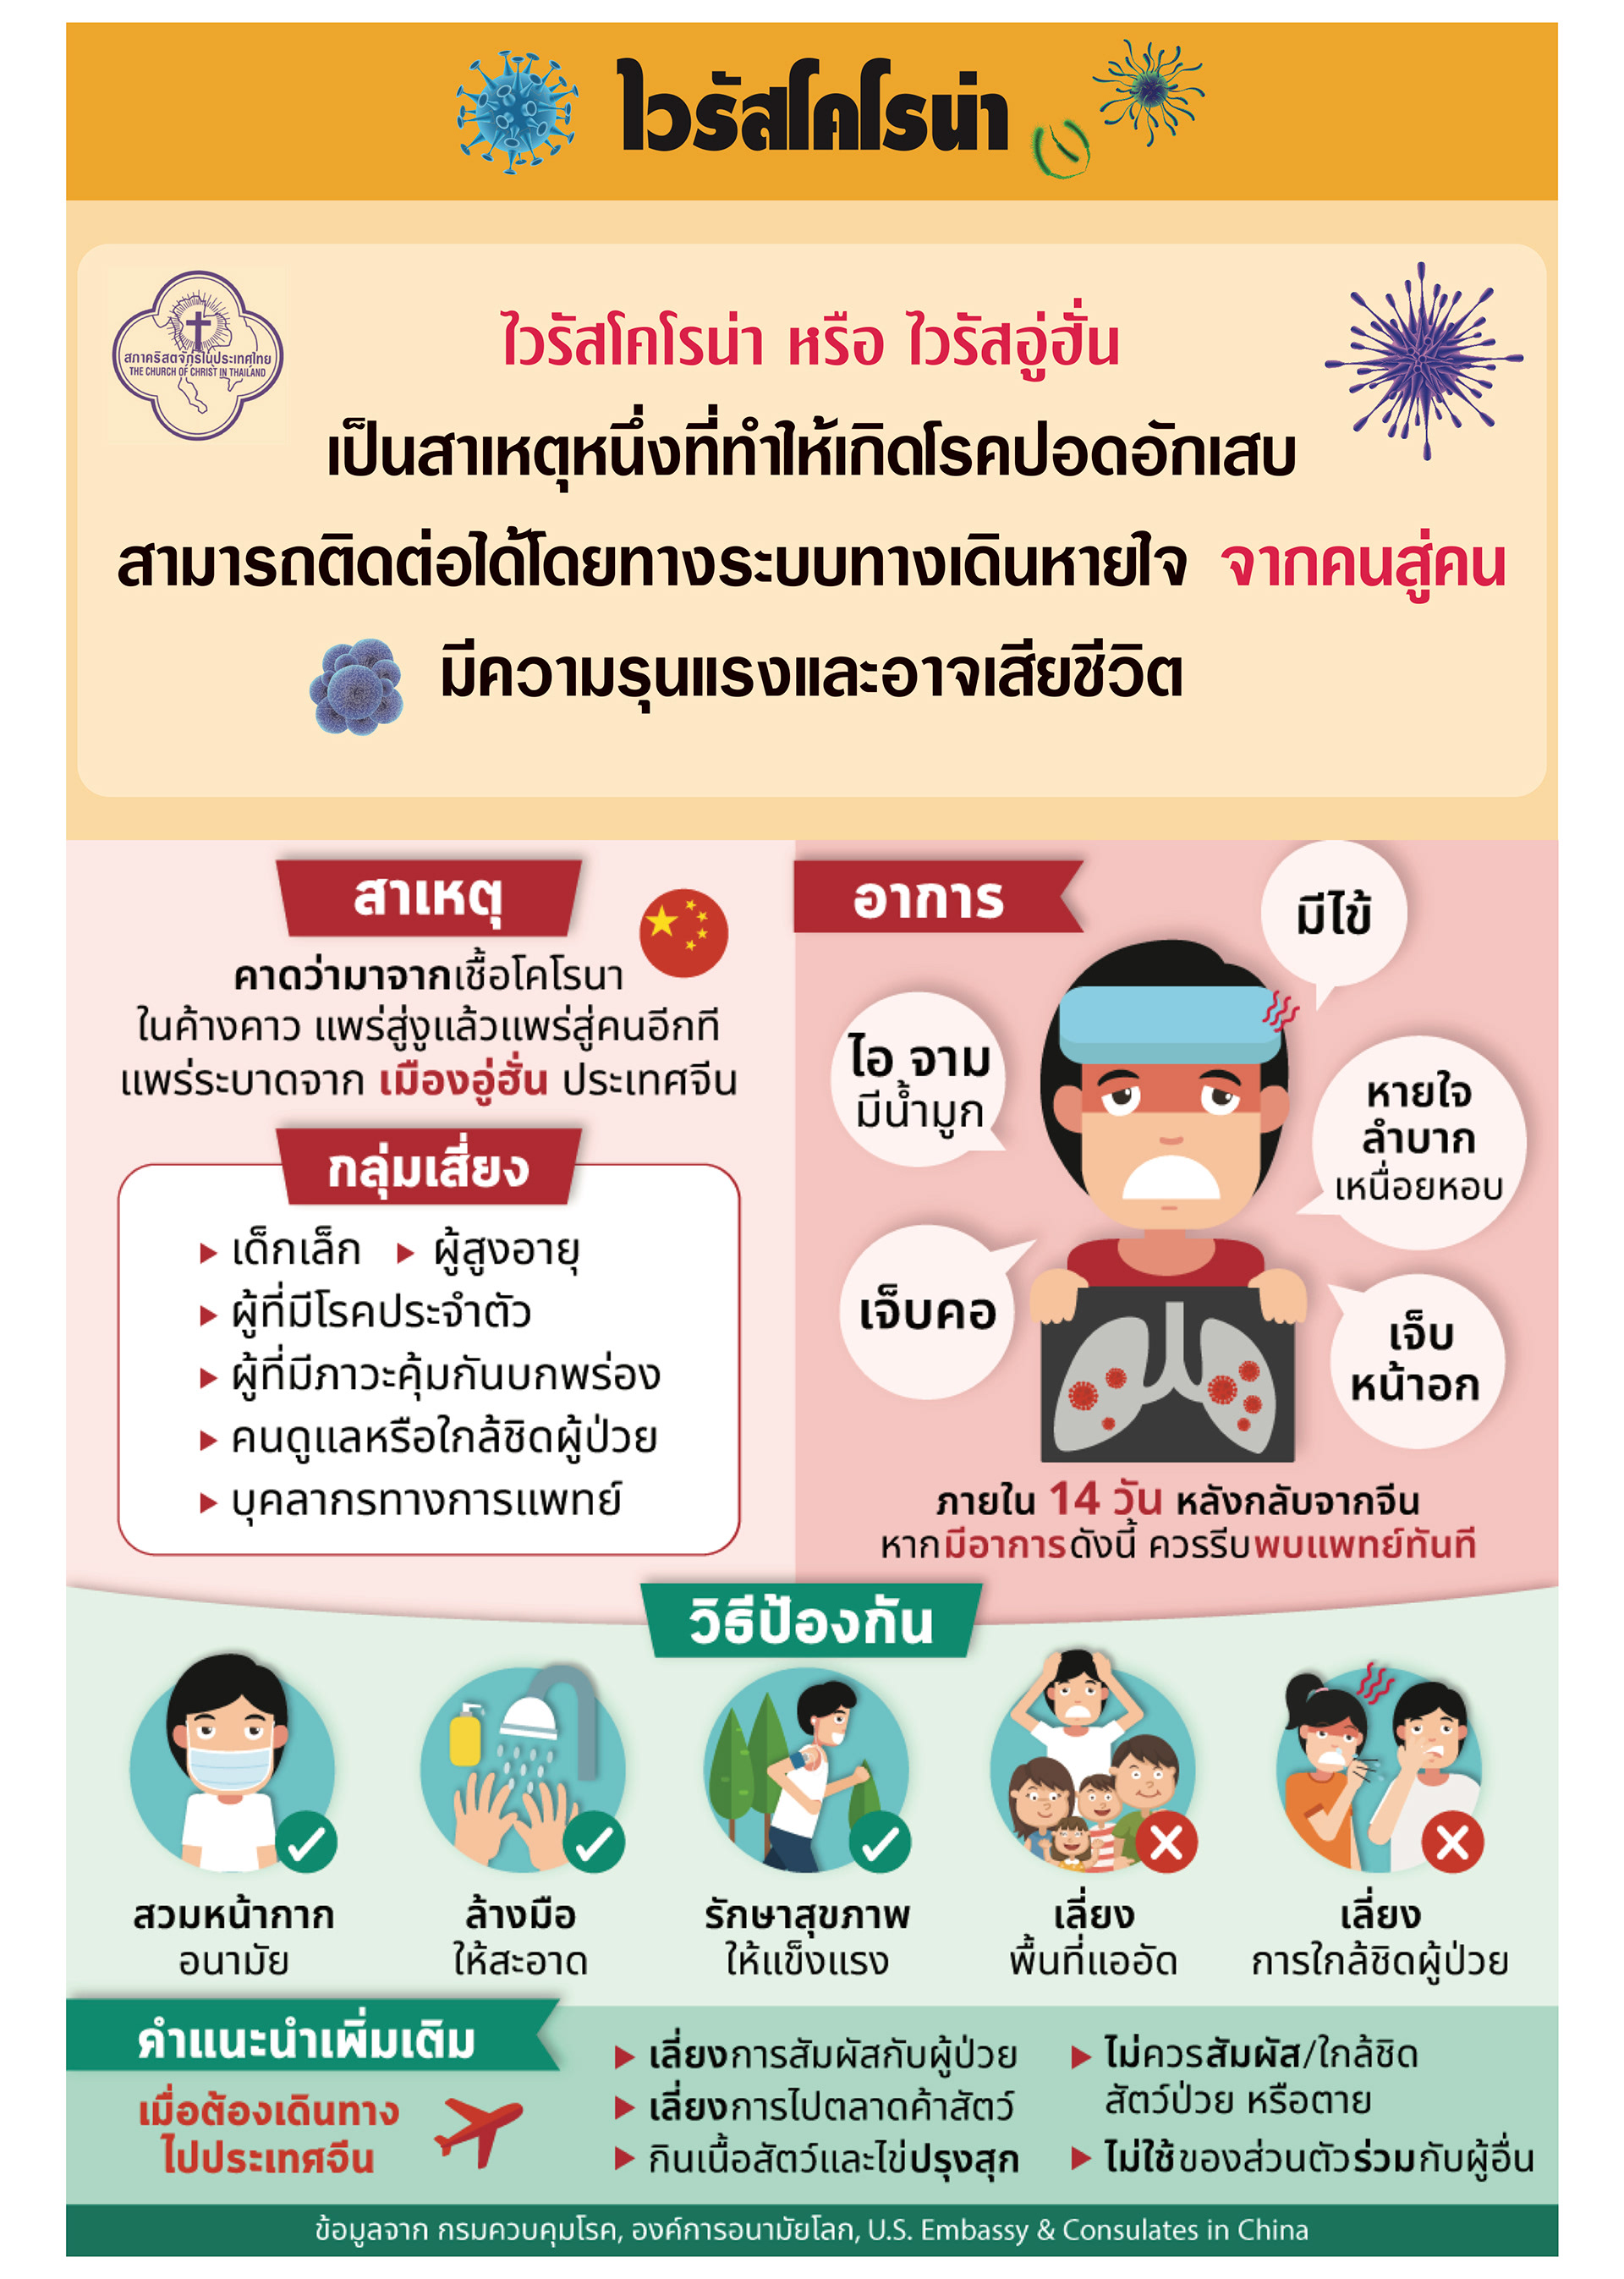 ไวรัสโคโรน่า
สภาคริสตจักรในประเทศไทย
THE CHURCH OF CHRIST IN THAILAND
ไวรัสโคโรน่า หรือ ไวรัสอู่ฮั่น
เป็นสาเหตุหนึ่งที่ทำให้เกิดโรคปอดอักเสบ
สามารถติดต่อได้โดยทางระบบทางเดินหายใจ จากคนสู่คน
มีความรุนแรงและอาจเสียชีวิต
สาเหตุ
คาดว่ามาจากเชื้อโคโรนา
ในค้างคาว แพร่สู่งูแล้วแพร่สู่คนอีกที
แพร่ระบาดจาก เมืองอู่ฮั่น ประเทศจีน
กลุ่มเสี่ยง
▶ เด็กเล็ก ▶ ผู้สูงอายุ
▶ ผู้ที่มีโรคประจำตัว
▶ ผู้ที่มีภาวะคุ้มกันบกพร่อง
▶ คนดูแลหรือใกล้ชิดผู้ป่วย
▶ บุคลากรทางการแพทย์
อาการ
มีไข้
ไอ จาม
มีน้ำมูก
หายใจ
ลำบาก
เหนื่อยหอบ
เจ็บคอ
เจ็บ
หน้าอก
ภายใน 14 วัน หลังกลับจากจีน
หากมีอาการดังนี้ ควรรีบพบแพทย์ทันที
วิธีป้องกัน
สวมหน้ากาก
อนามัย
ล้างมือ
ให้สะอาด
รักษาสุขภาพ
ให้แข็งแรง
เลี่ยง
พื้นที่แออัด
เลี่ยง
การใกล้ชิดผู้ป่วย
คำแนะนำเพิ่มเติม
เมื่อต้องเดินทาง
ไปประเทศจีน
▶ เลี่ยงการสัมผัสกับผู้ป่วย
▶ เลี่ยงการไปตลาดค้าสัตว์
▶ กินเนื้อสัตว์และไข่ปรุงสุก
▶ ไม่ควรสัมผัส/ใกล้ชิด
สัตว์ป่วย หรือตาย
▶ ไม่ใช้ของส่วนตัวร่วมกับผู้อื่น
ข้อมูลจาก กรมควบคุมโรค, องค์การอนามัยโลก, U.S. Embassy & Consulates in China